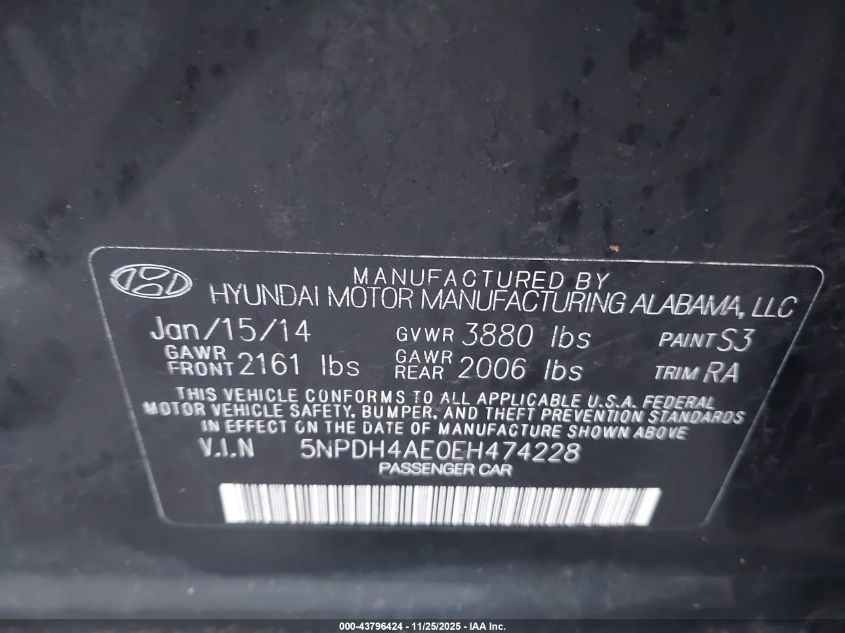 MANUFACTURED BY
HYUNDAI MOTOR MANUFACTURING ALABAMA, LLC
Jan/15/14 GVWR 3880 lbs PAINT S3
GAWR FRONT 2161 lbs GAWR REAR 2006 lbs TRIM RA
THIS VEHICLE CONFORMS TO ALL APPLICABLE U.S.A. FEDERAL
MOTOR VEHICLE SAFETY, BUMPER, AND THEFT PREVENTION STANDARDS
IN EFFECT ON THE DATE OF MANUFACTURE SHOWN ABOVE
V.I.N 5NPDH4AE0EH474228
PASSENGER CAR
000-43796424 - 11/25/2025 - IAA Inc.